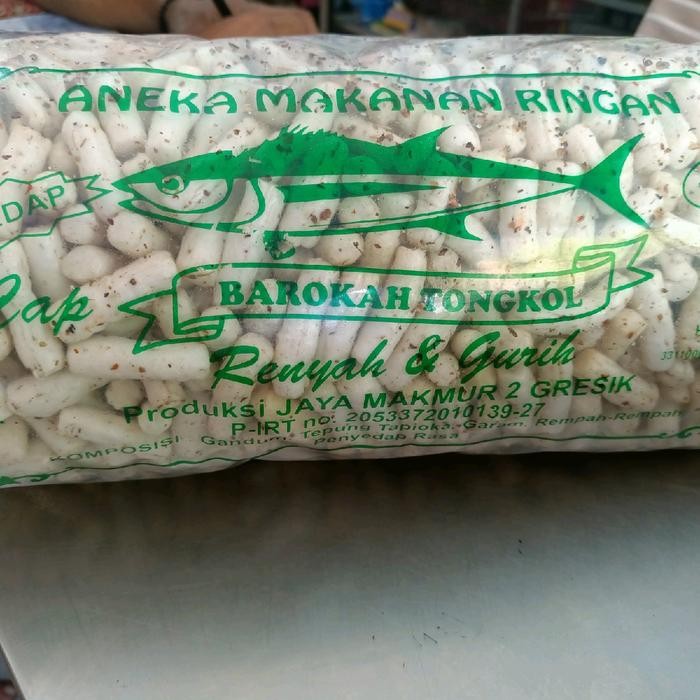 ANEKA MAKANAN RINGAN
DAP
Cap
BAROKAH TONGKOL
Renyah & Gurih
Produksi JAYA MAKMUR 2 GRESIK
P-IRT no: 2053372010139-27
KOMPOSISI: Gandum, Tepung Tabioka, Garam, Rempah-Rempah
Penyedap Rasa